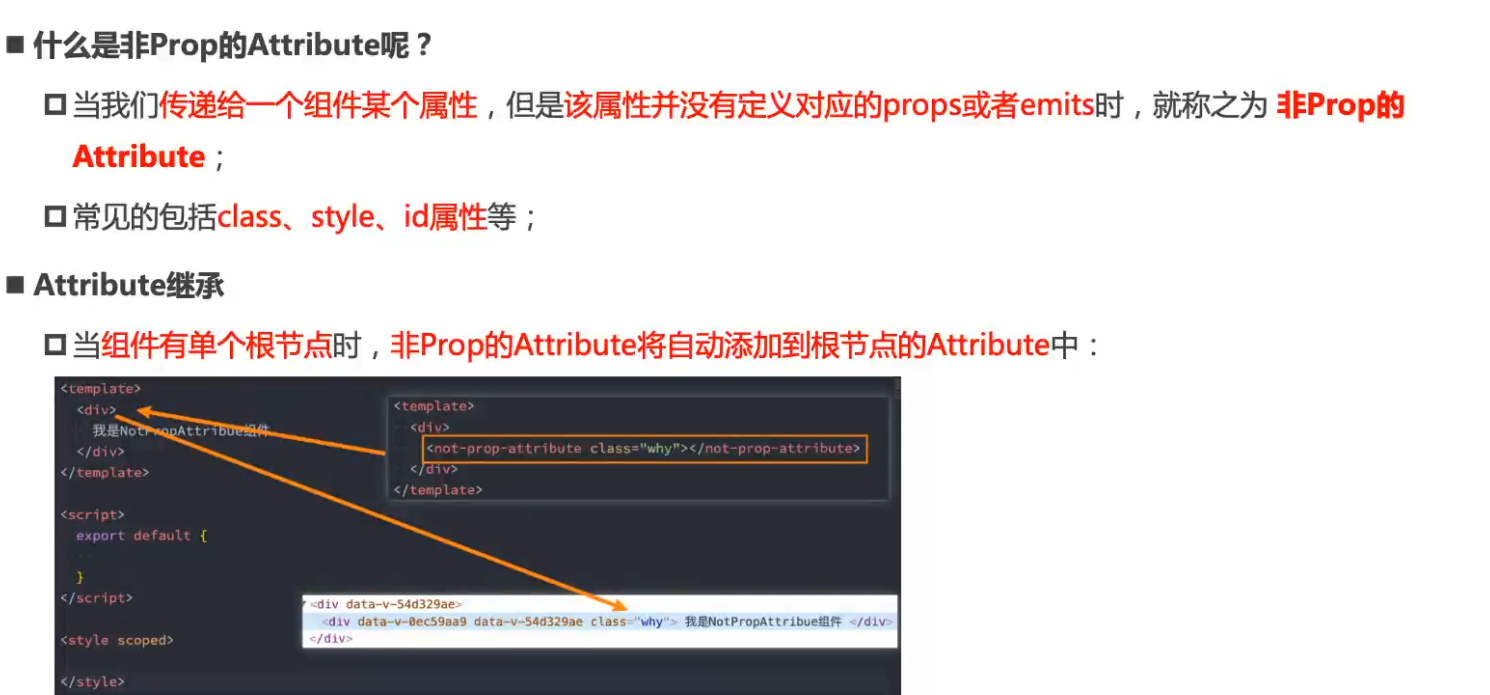 ■ 什么是非Prop的Attribute呢？
□ 当我们传递给一个组件某个属性，但是该属性并没有定义对应的props或者emits时，就称之为 非Prop的
Attribute；
□ 常见的包括class、style、id属性等；
■ Attribute继承
□ 当组件有单个根节点时，非Prop的Attribute将自动添加到根节点的Attribute中：
<template>
<div>
我是NotPropAttribue组件
</div>
</template>
<script>
export default {
}
</script>
<style scoped>
</style>
<template>
<div>
<not-prop-attribute class="why"></not-prop-attribute>
</div>
</template>
<div data-v-54d329ae>
<div data-v-0ec59aa9 data-v-54d329ae class="why"> 我是NotPropAttribue组件 </div>
</div>